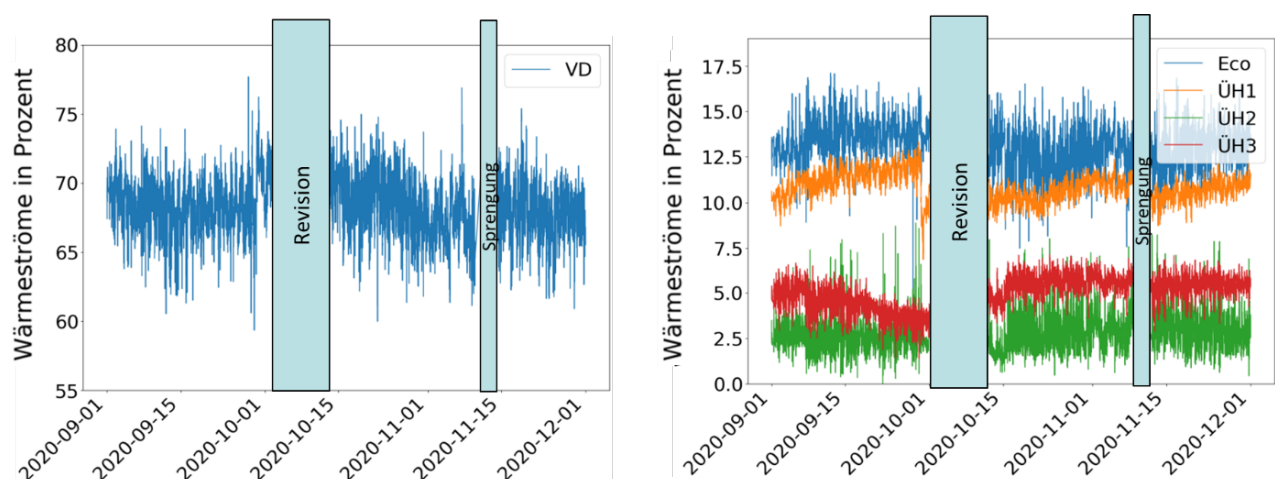 Wärmeströme in Prozent
80
75
70
65
60
55
VD
Revision
Sprengung
2020-09-01
2020-09-15
2020-10-01
2020-10-15
2020-11-01
2020-11-15
2020-12-01
Wärmeströme in Prozent
17.5
15.0
12.5
10.0
7.5
5.0
2.5
0.0
Eco
ÜH1
ÜH2
ÜH3
Revision
Sprengung
2020-09-01
2020-09-15
2020-10-01
2020-10-15
2020-11-01
2020-11-15
2020-12-01